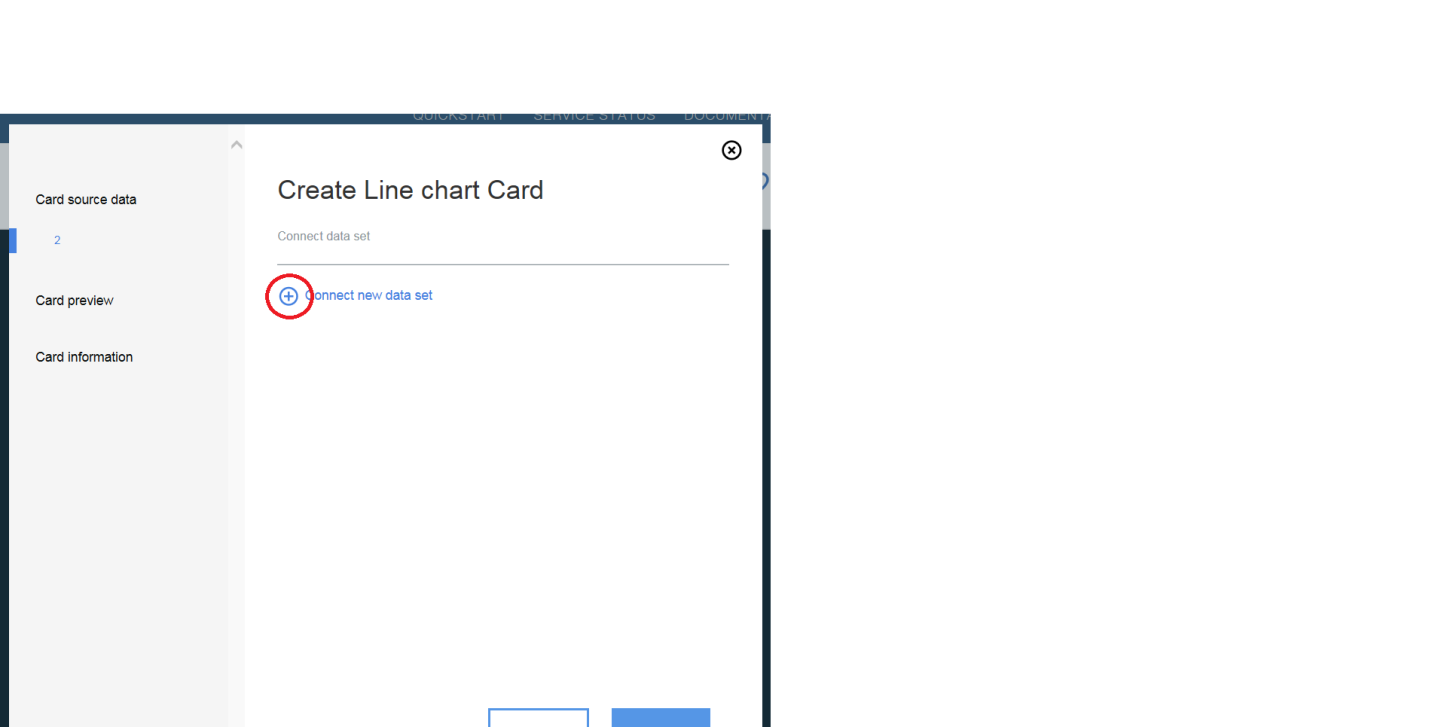 QUICKSTART SERVICE STATUS DOCUMENTA
Create Line chart Card
Card source data
Connect data set
2
Connect new data set
Card preview
Card information